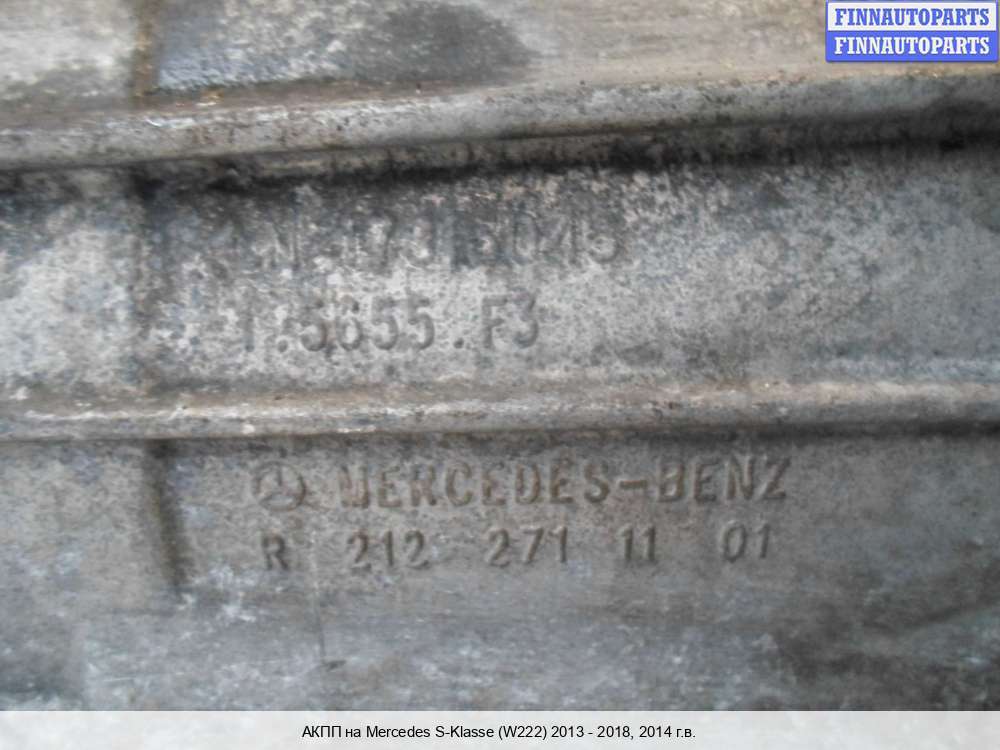 FINNAUTOPARTS
FINNAUTOPARTS
1.5655.F3
MERCEDES-BENZ
R 212 271 11 01
АКПП на Mercedes S-Klasse (W222) 2013 - 2018, 2014 г.в.